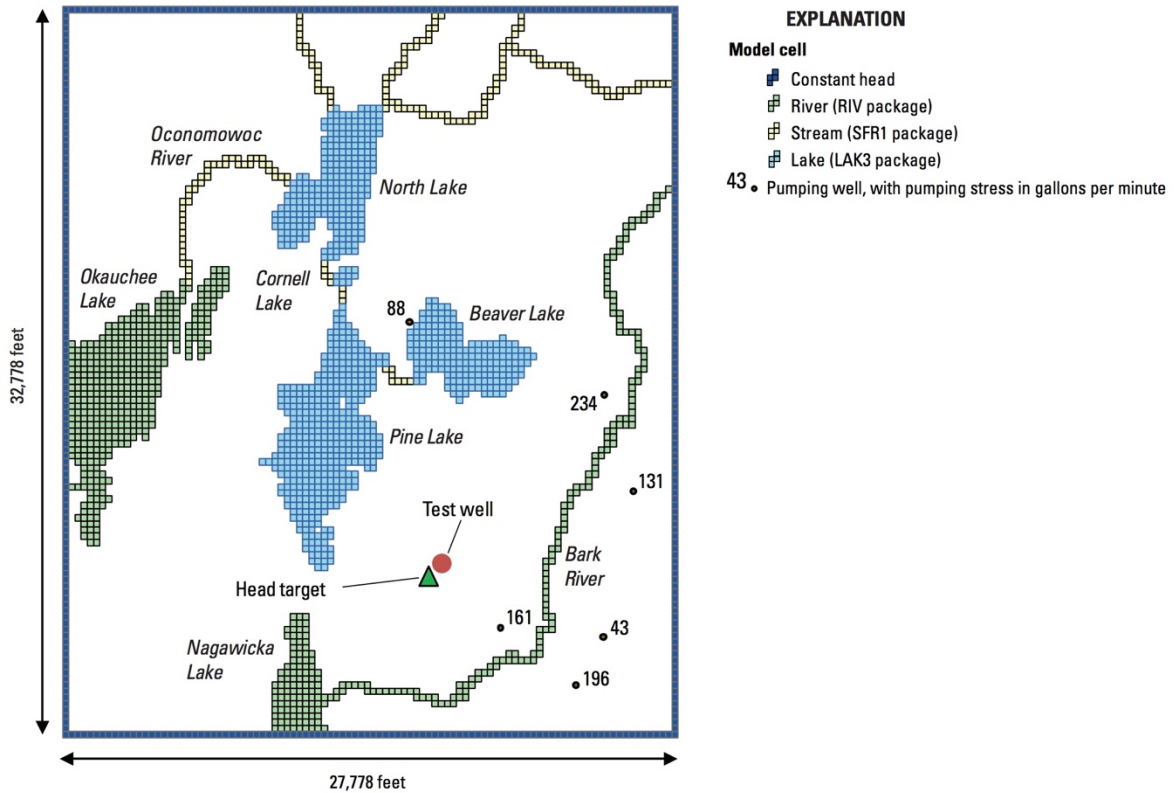 EXPLANATION
Model cell
Constant head
River (RIV package)
Stream (SFR1 package)
Lake (LAK3 package)
43 Pumping well, with pumping stress in gallons per minute
Oconomowoc
River
North Lake
Okauchee
Lake
Cornell
Lake
88
Beaver Lake
32,778 feet
234
Pine Lake
131
Test well
Bark
River
Head target
161
43
Nagawicka
Lake
196
27,778 feet